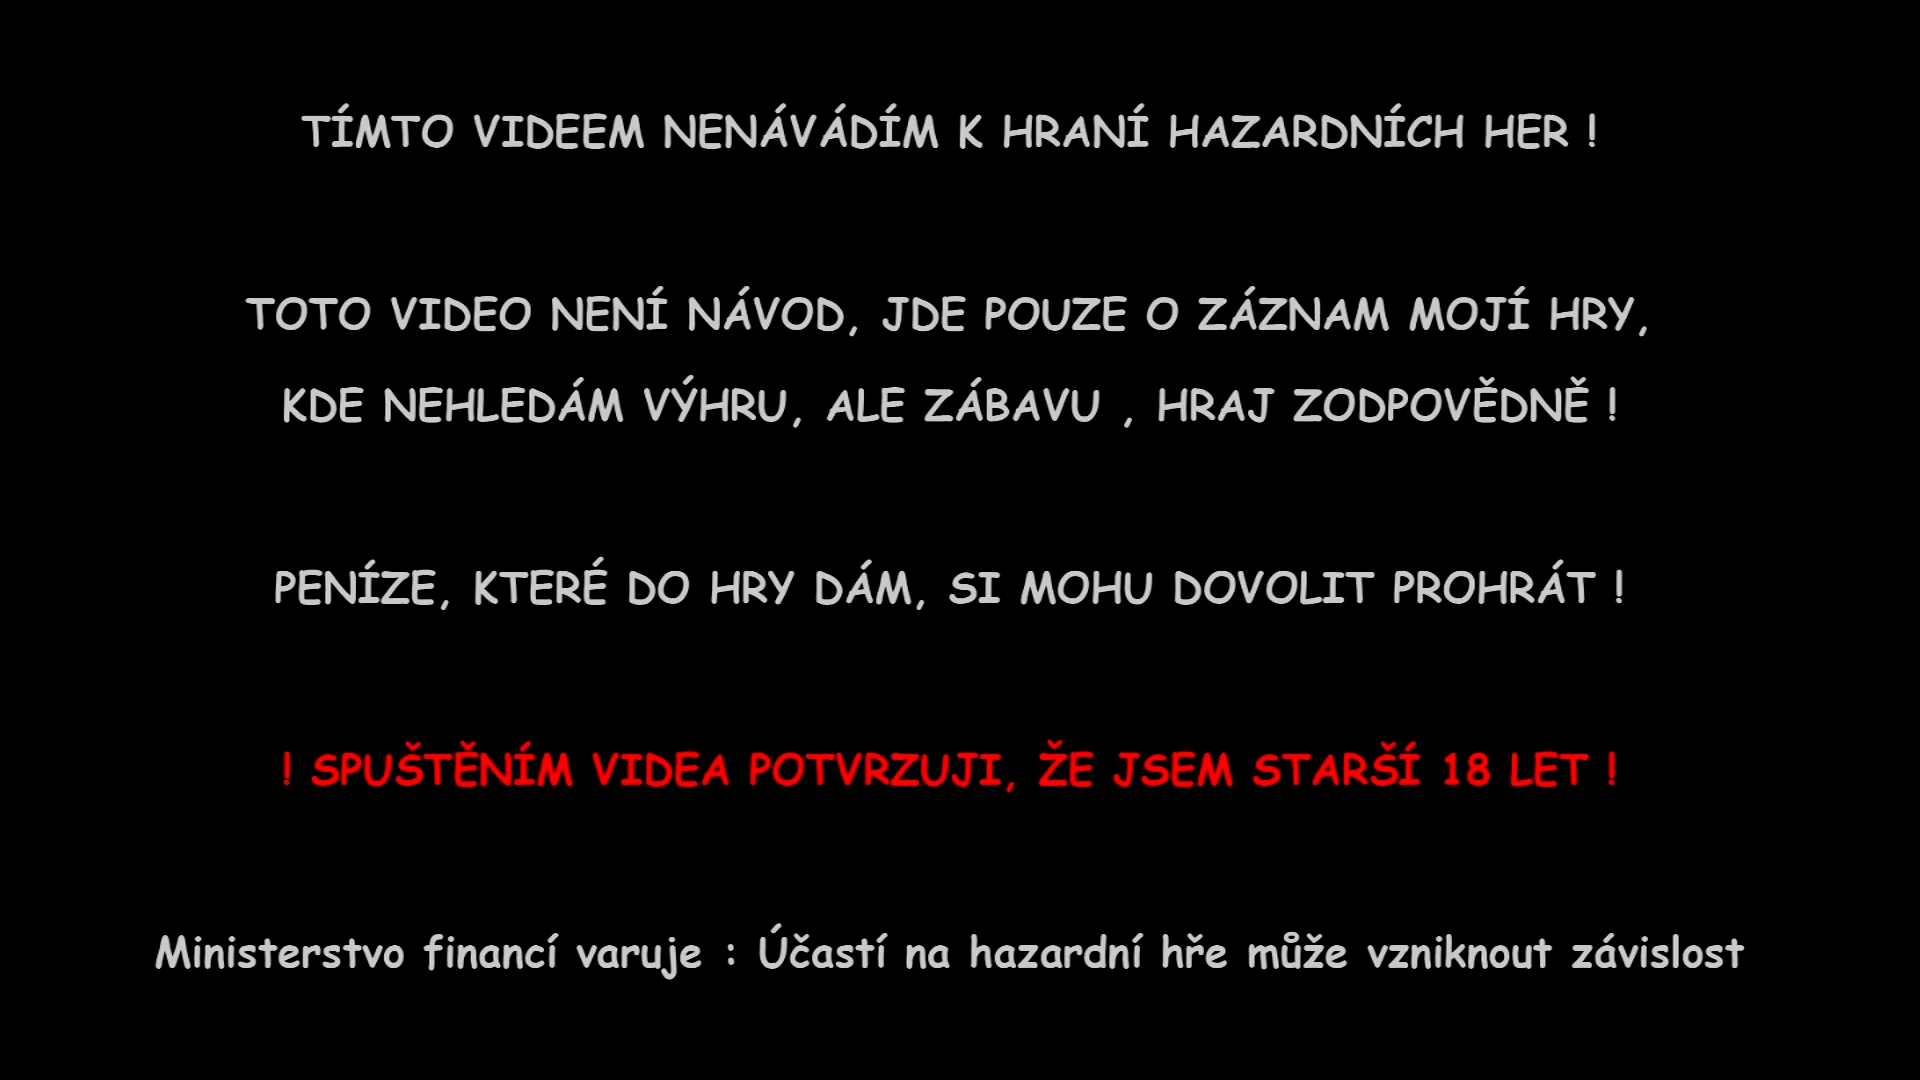 TÍMTO VIDEEM NENÁVÁDÍM K HRANÍ HAZARDNÍCH HER !
TOTO VIDEO NENÍ NÁVOD, JDE POUZE O ZÁZNAM MOJÍ HRY,
KDE NEHLEDÁM VÝHRU, ALE ZÁBAVU , HRAJ ZODPOVĚDNĚ !
PENÍZE, KTERÉ DO HRY DÁM, SI MOHU DOVOLIT PROHRÁT !
! SPUŠTĚNÍM VIDEA POTVRZUJI, ŽE JSEM STARŠÍ 18 LET !
Ministerstvo financí varuje : Účastí na hazardní hře může vzniknout závislost